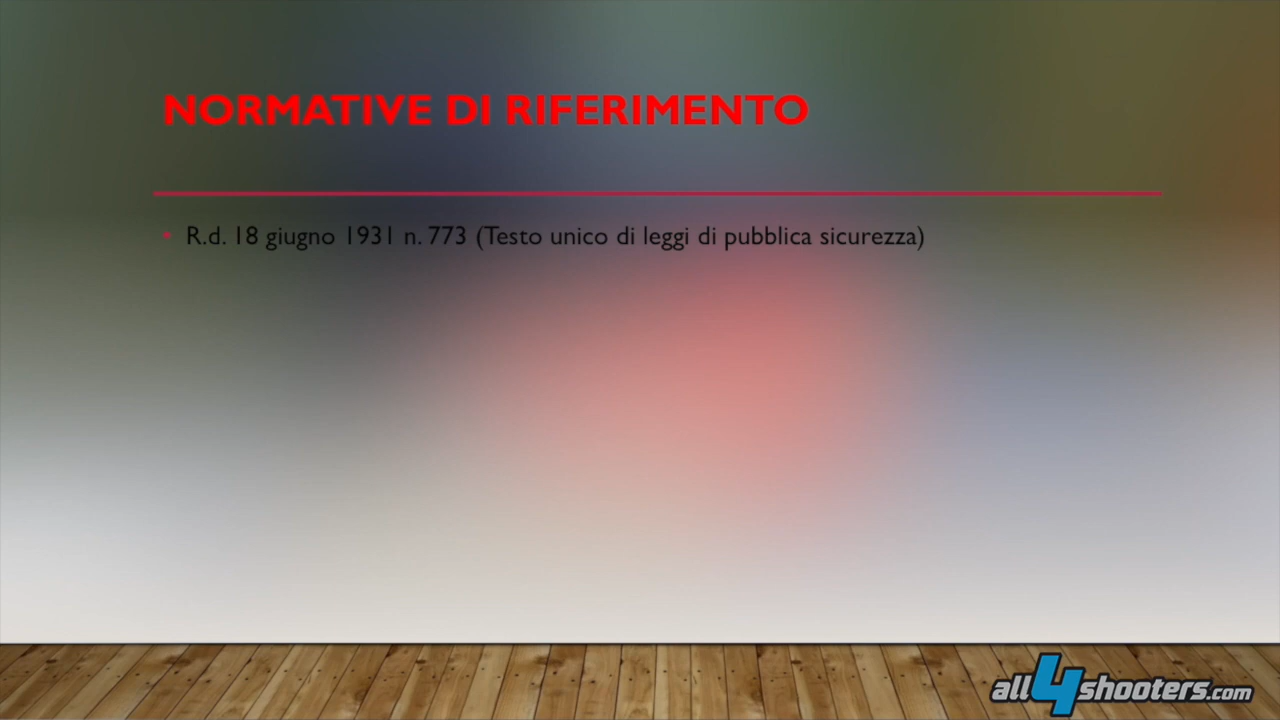 NORMATIVE DI RIFERIMENTO
• R.d. 18 giugno 1931 n. 773 (Testo unico di leggi di pubblica sicurezza)
all4shooters.com